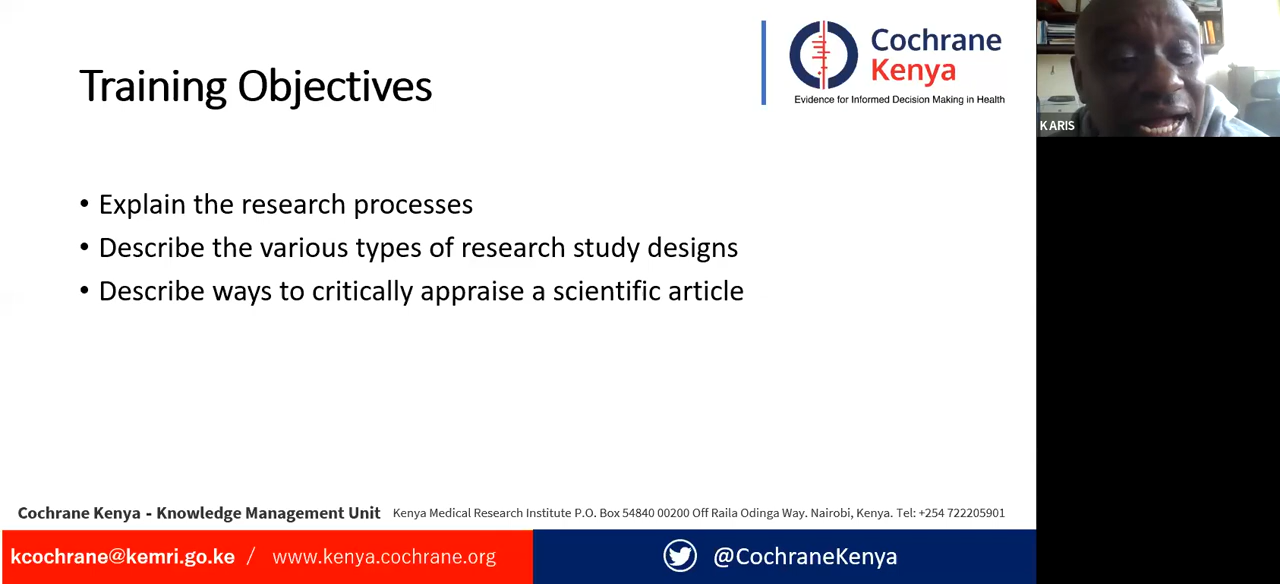 Training Objectives
Cochrane
Kenya
Evidence for Informed Decision Making in Health
KARIS
• Explain the research processes
• Describe the various types of research study designs
• Describe ways to critically appraise a scientific article
Cochrane Kenya - Knowledge Management Unit Kenya Medical Research Institute P.O. Box 54840 00200 Off Raila Odinga Way. Nairobi, Kenya. Tel: +254 722205901
kcochrane@kemri.go.ke / www.kenya.cochrane.org @CochraneKenya